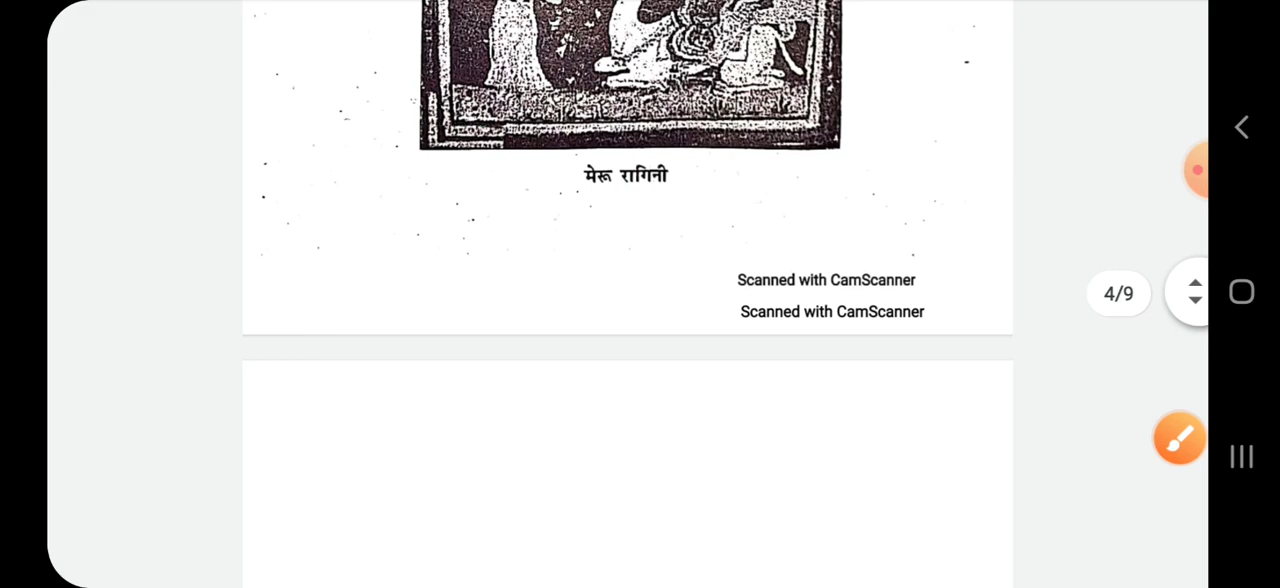 मेरू रागिनी
Scanned with CamScanner
Scanned with CamScanner
4/9